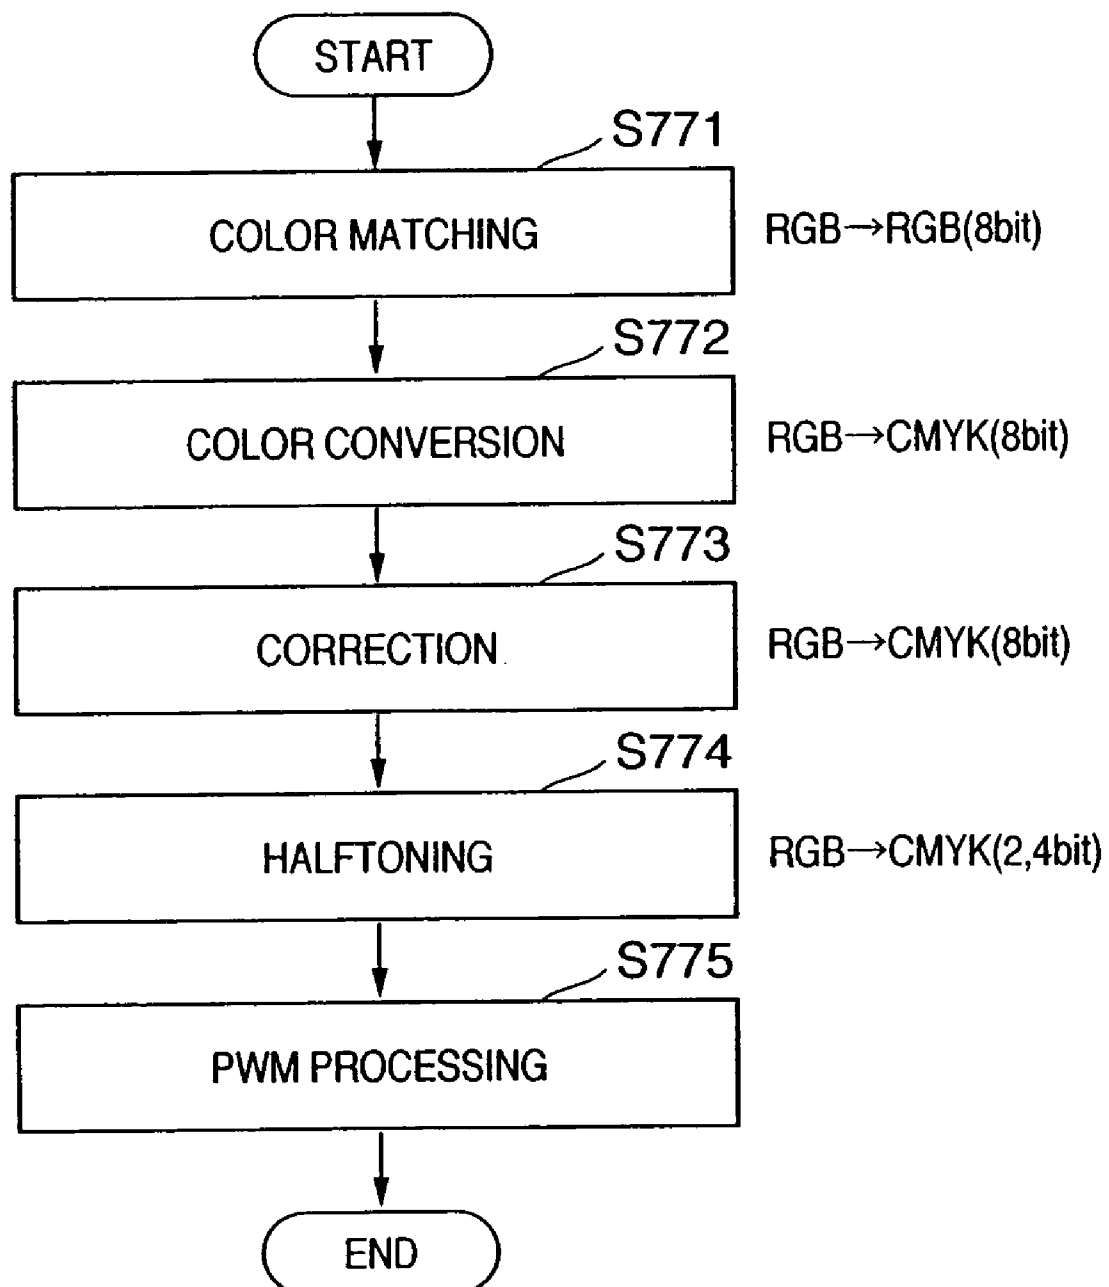 START
S771
COLOR MATCHING
RGB→RGB(8bit)
S772
COLOR CONVERSION
RGB→CMYK(8bit)
S773
CORRECTION
RGB→CMYK(8bit)
S774
HALFTONING
RGB→CMYK(2,4bit)
S775
PWM PROCESSING
END